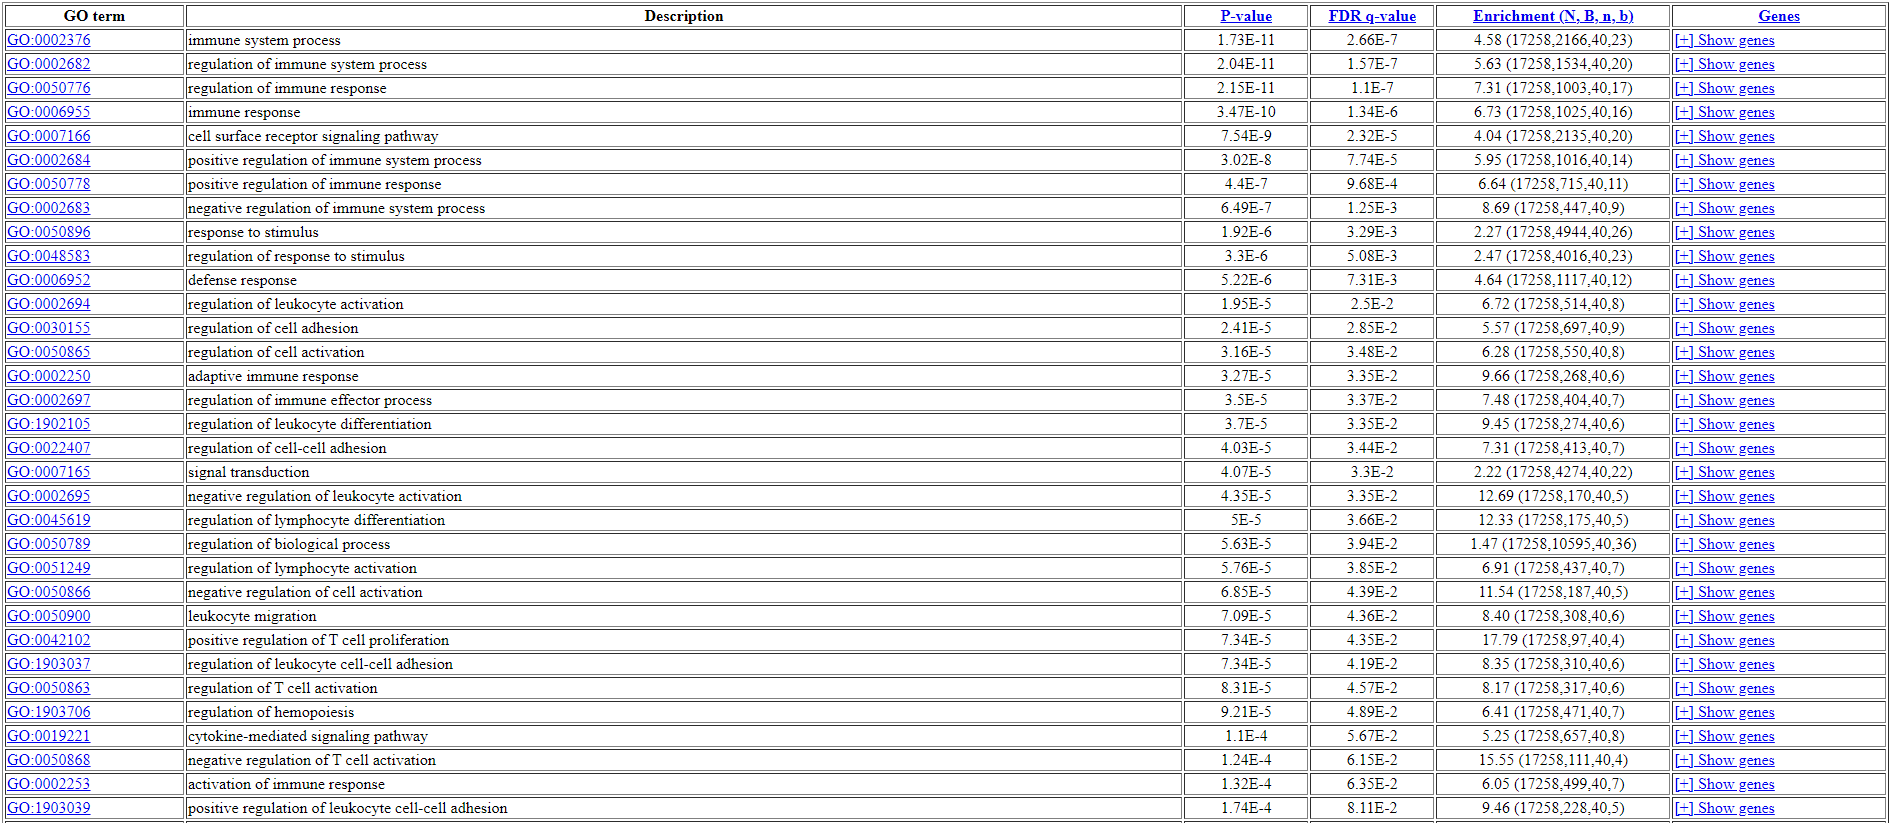 GO term Description P-value FDR q-value Enrichment (N, B, n, b) Genes
GO:0002376 immune system process 1.73E-11 2.66E-7 4.58 (17258,2166,40,23) [+] Show genes
GO:0002682 regulation of immune system process 2.04E-11 1.57E-7 5.63 (17258,1534,40,20) [+] Show genes
GO:0050776 regulation of immune response 2.15E-11 1.1E-7 7.31 (17258,1003,40,17) [+] Show genes
GO:0006955 immune response 3.47E-10 1.34E-6 6.73 (17258,1025,40,16) [+] Show genes
GO:0007166 cell surface receptor signaling pathway 7.54E-9 2.32E-5 4.04 (17258,2135,40,20) [+] Show genes
GO:0002684 positive regulation of immune system process 3.02E-8 7.74E-5 5.95 (17258,1016,40,14) [+] Show genes
GO:0050778 positive regulation of immune response 4.4E-7 9.68E-4 6.64 (17258,715,40,11) [+] Show genes
GO:0002683 negative regulation of immune system process 6.49E-7 1.25E-3 8.69 (17258,447,40,9) [+] Show genes
GO:0050896 response to stimulus 1.92E-6 3.29E-3 2.27 (17258,4944,40,26) [+] Show genes
GO:0048583 regulation of response to stimulus 3.3E-6 5.08E-3 2.47 (17258,4016,40,23) [+] Show genes
GO:0006952 defense response 5.22E-6 7.31E-3 4.64 (17258,1117,40,12) [+] Show genes
GO:0002694 regulation of leukocyte activation 1.95E-5 2.5E-2 6.72 (17258,514,40,8) [+] Show genes
GO:0030155 regulation of cell adhesion 2.41E-5 2.85E-2 5.57 (17258,697,40,9) [+] Show genes
GO:0050865 regulation of cell activation 3.16E-5 3.48E-2 6.28 (17258,550,40,8) [+] Show genes
GO:0002250 adaptive immune response 3.27E-5 3.35E-2 9.66 (17258,268,40,6) [+] Show genes
GO:0002697 regulation of immune effector process 3.5E-5 3.37E-2 7.48 (17258,404,40,7) [+] Show genes
GO:1902105 regulation of leukocyte differentiation 3.7E-5 3.35E-2 9.45 (17258,274,40,6) [+] Show genes
GO:0022407 regulation of cell-cell adhesion 4.03E-5 3.44E-2 7.31 (17258,413,40,7) [+] Show genes
GO:0007165 signal transduction 4.07E-5 3.3E-2 2.22 (17258,4274,40,22) [+] Show genes
GO:0002695 negative regulation of leukocyte activation 4.35E-5 3.35E-2 12.69 (17258,170,40,5) [+] Show genes
GO:0045619 regulation of lymphocyte differentiation 5E-5 3.66E-2 12.33 (17258,175,40,5) [+] Show genes
GO:0050789 regulation of biological process 5.63E-5 3.94E-2 1.47 (17258,10595,40,36) [+] Show genes
GO:0051249 regulation of lymphocyte activation 5.76E-5 3.85E-2 6.91 (17258,437,40,7) [+] Show genes
GO:0050866 negative regulation of cell activation 6.85E-5 4.39E-2 11.54 (17258,187,40,5) [+] Show genes
GO:0050900 leukocyte migration 7.09E-5 4.36E-2 8.40 (17258,308,40,6) [+] Show genes
GO:0042102 positive regulation of T cell proliferation 7.34E-5 4.35E-2 17.79 (17258,97,40,4) [+] Show genes
GO:1903037 regulation of leukocyte cell-cell adhesion 7.34E-5 4.19E-2 8.35 (17258,310,40,6) [+] Show genes
GO:0050863 regulation of T cell activation 8.31E-5 4.57E-2 8.17 (17258,317,40,6) [+] Show genes
GO:1903706 regulation of hemopoiesis 9.21E-5 4.89E-2 6.41 (17258,471,40,7) [+] Show genes
GO:0019221 cytokine-mediated signaling pathway 1.1E-4 5.67E-2 5.25 (17258,657,40,8) [+] Show genes
GO:0050868 negative regulation of T cell activation 1.24E-4 6.15E-2 15.55 (17258,111,40,4) [+] Show genes
GO:0002253 activation of immune response 1.32E-4 6.35E-2 6.05 (17258,499,40,7) [+] Show genes
GO:1903039 positive regulation of leukocyte cell-cell adhesion 1.74E-4 8.11E-2 9.46 (17258,228,40,5) [+] Show genes